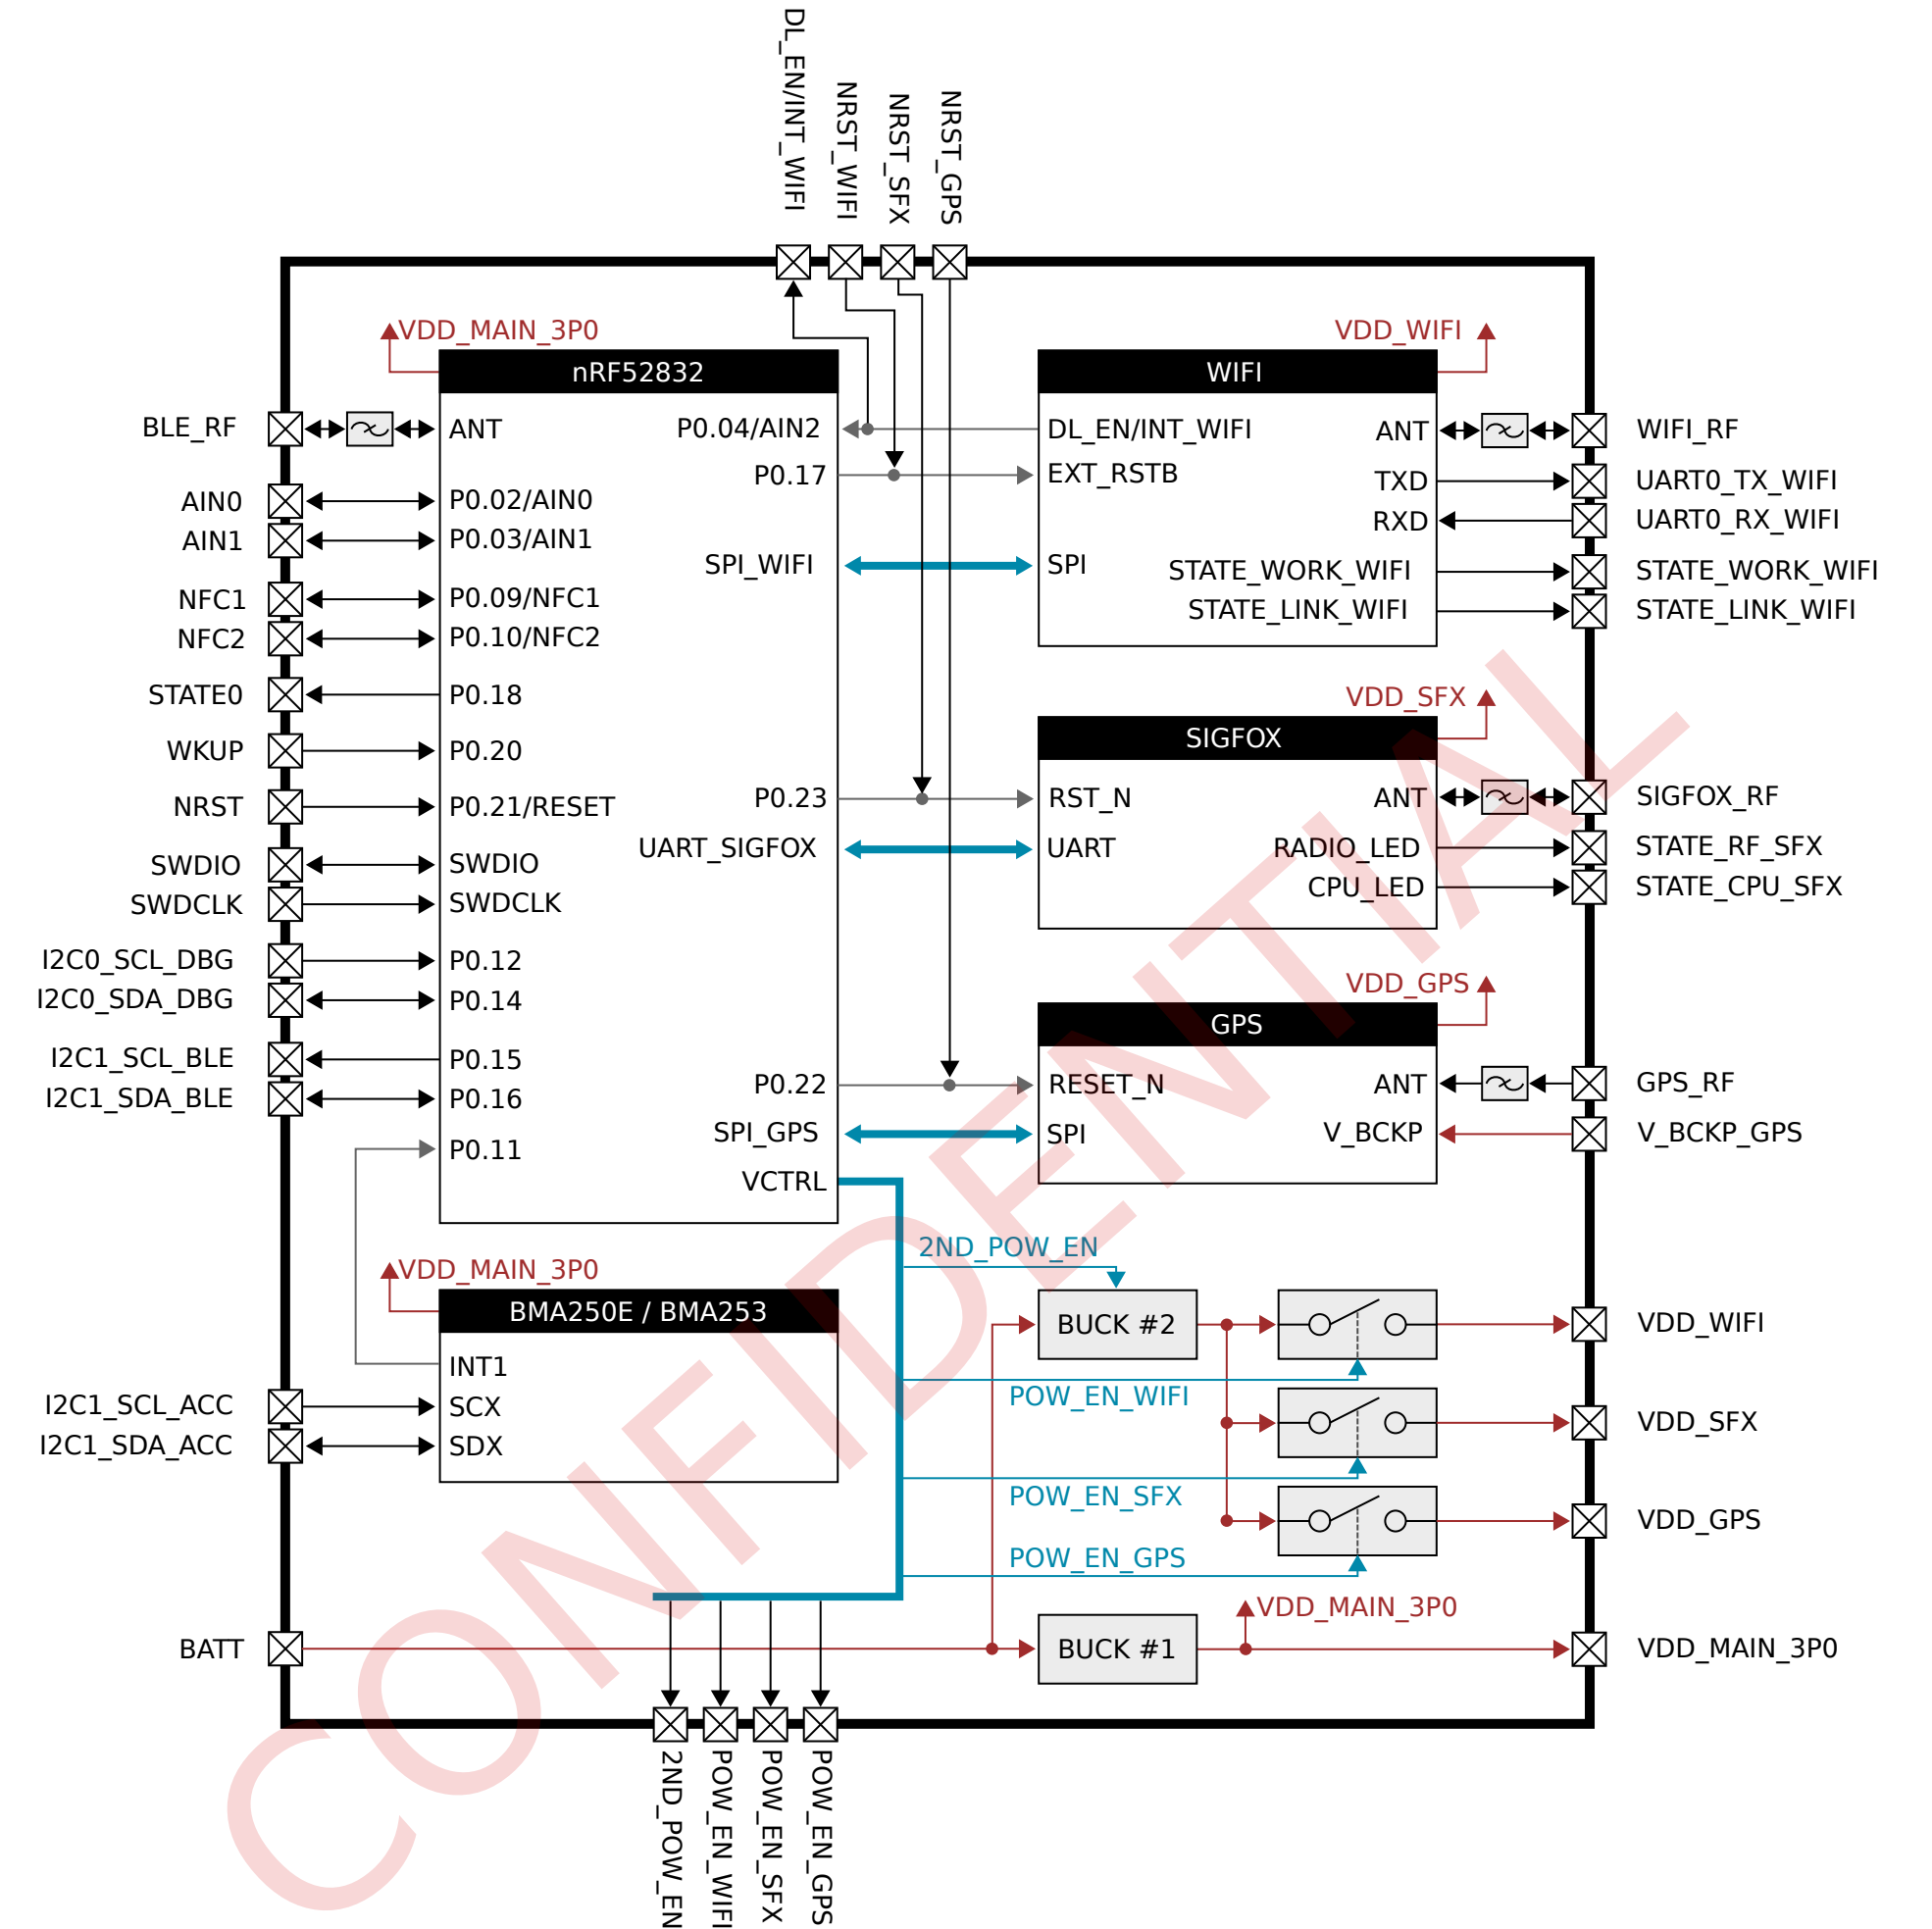 DL_EN/INT_WIFI
NRST_WIFI
NRST_SFX
NRST_GPS
VDD_MAIN_3P0
nRF52832
BLE_RF
ANT
P0.04/AIN2
P0.17
AIN0
P0.02/AIN0
AIN1
P0.03/AIN1
SPI_WIFI
NFC1
P0.09/NFC1
NFC2
P0.10/NFC2
STATE0
P0.18
WKUP
P0.20
NRST
P0.21/RESET
P0.23
UART_SIGFOX
SWDIO
SWDIO
SWDCLK
SWDCLK
I2C0_SCL_DBG
P0.12
I2C0_SDA_DBG
P0.14
I2C1_SCL_BLE
P0.15
I2C1_SDA_BLE
P0.16
P0.22
SPI_GPS
P0.11
VCTRL
VDD_WIFI
WIFI
DL_EN/INT_WIFI
ANT
WIFI_RF
EXT_RSTB
TXD
UART0_TX_WIFI
RXD
UART0_RX_WIFI
SPI
STATE_WORK_WIFI
STATE_WORK_WIFI
STATE_LINK_WIFI
STATE_LINK_WIFI
VDD_SFX
SIGFOX
RST_N
ANT
SIGFOX_RF
UART
RADIO_LED
STATE_RF_SFX
CPU_LED
STATE_CPU_SFX
VDD_GPS
GPS
RESET_N
ANT
GPS_RF
SPI
V_BCKP
V_BCKP_GPS
VDD_MAIN_3P0
BMA250E / BMA253
INT1
I2C1_SCL_ACC
SCX
I2C1_SDA_ACC
SDX
2ND_POW_EN
BUCK #2
VDD_WIFI
POW_EN_WIFI
VDD_SFX
POW_EN_SFX
VDD_GPS
POW_EN_GPS
VDD_MAIN_3P0
BATT
BUCK #1
VDD_MAIN_3P0
2ND_POW_EN
POW_EN_WIFI
POW_EN_SFX
POW_EN_GPS
CONFIDENTIAL